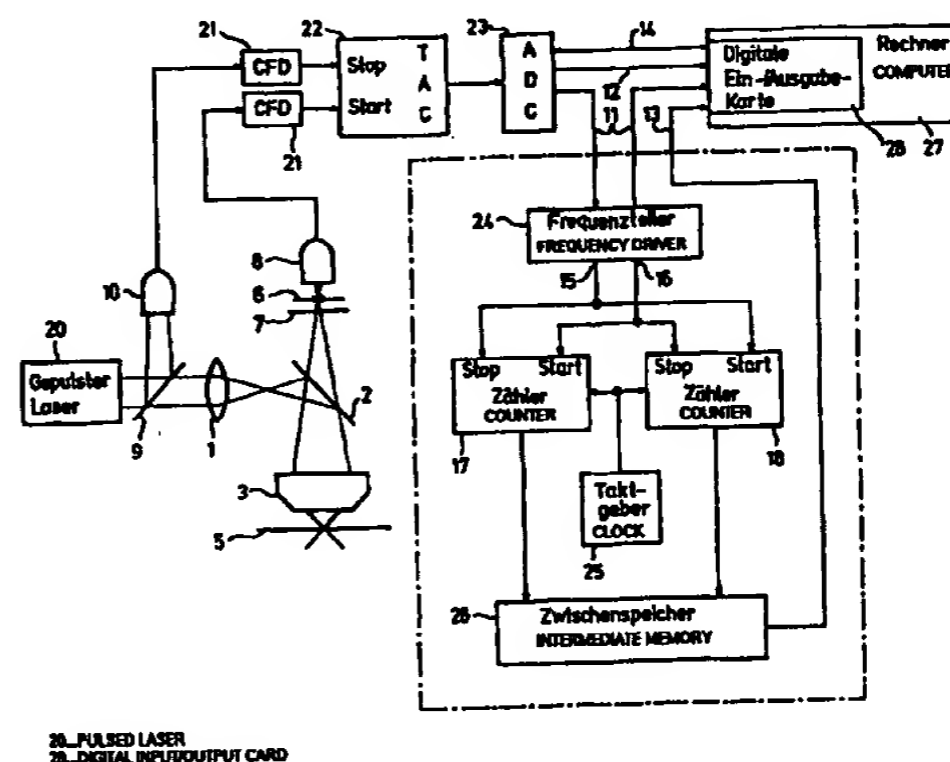 21
22
23
14
CFD
Stop
T
A
C
A
D
C
Digitale
Ein-/Ausgabe-
Karte
Rechner
COMPUTER
12
CFD
Start
11
13
21
28
27
24
Frequenzteiler
FREQUENCY DRIVER
8
15
16
10
6
7
20
Gepulster
Laser
Stop
Start
Zähler
COUNTER
Stop
Start
Zähler
COUNTER
2
9
1
17
18
3
Takt-
geber
CLOCK
5
25
26
Zwischenspeicher
INTERMEDIATE MEMORY
20...PULSED LASER
28...DIGITAL INPUT/OUTPUT CARD